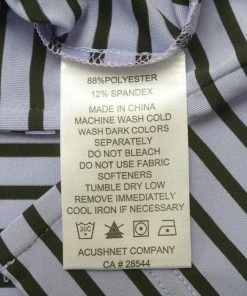 88%POLYESTER
12% SPANDEX
MADE IN CHINA
MACHINE WASH COLD
WASH DARK COLORS
SEPARATELY
DO NOT BLEACH
DO NOT USE FABRIC
SOFTENERS
TUMBLE DRY LOW
REMOVE IMMEDIATELY
COOL IRON IF NECESSARY
ACUSHNET COMPANY
CA # 28544